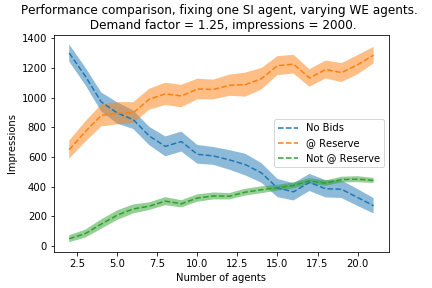 Performance comparison, fixing one SI agent, varying WE agents.
Demand factor = 1.25, impressions = 2000.
1400
1200
1000
800
600
400
200
0
Impressions
No Bids
@ Reserve
Not @ Reserve
2.5 5.0 7.5 10.0 12.5 15.0 17.5 20.0
Number of agents